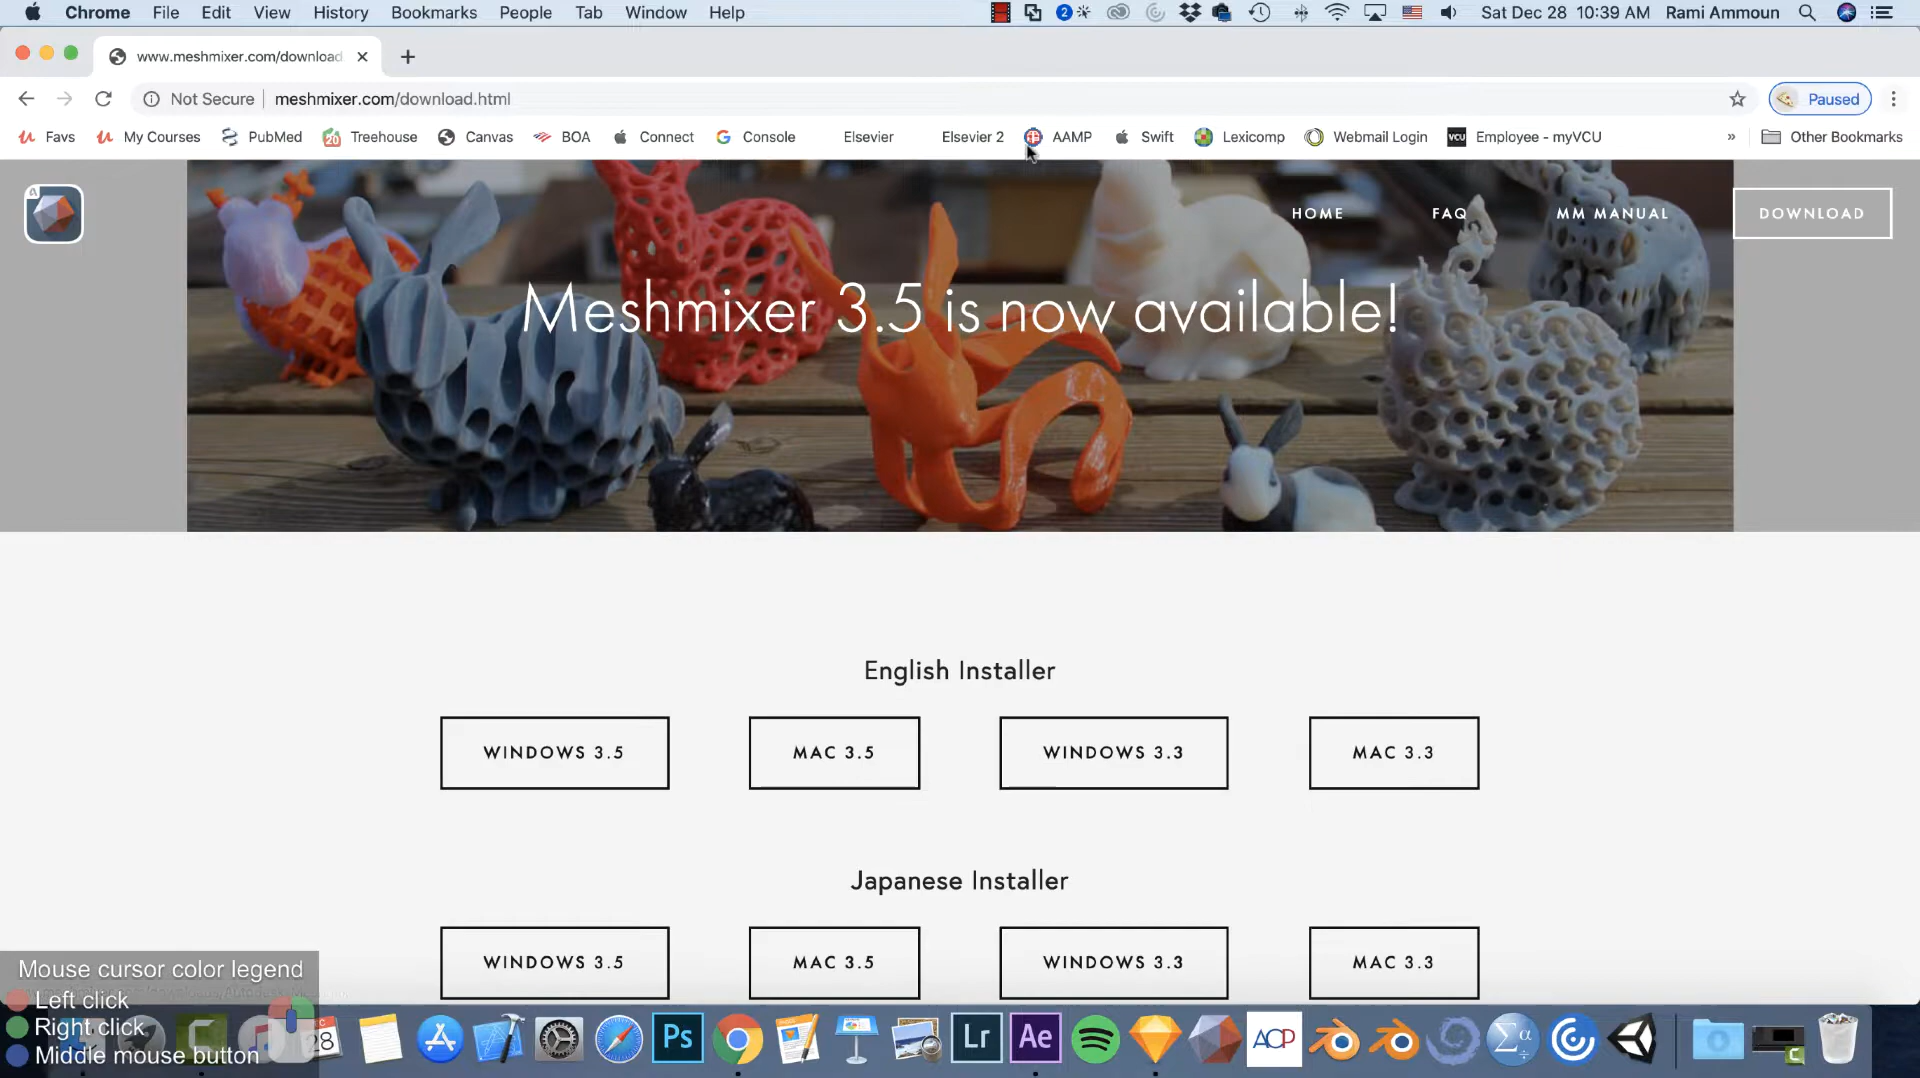 Chrome File Edit View History Bookmarks People Tab Window Help
2 Sat Dec 28 10:39 AM Rami Ammoun
www.meshmixer.com/download
Not Secure meshmixer.com/download.html Paused
Favs My Courses PubMed Treehouse Canvas BOA Connect Console Elsevier Elsevier 2 AAMP Swift Lexicomp Webmail Login VCU Employee - myVCU » Other Bookmarks
HOME FAQ MM MANUAL DOWNLOAD
Meshmixer 3.5 is now available!
English Installer
WINDOWS 3.5 MAC 3.5 WINDOWS 3.3 MAC 3.3
Japanese Installer
WINDOWS 3.5 MAC 3.5 WINDOWS 3.3 MAC 3.3
Mouse cursor color legend
Left click
Right click
Middle mouse button
28 Ps Lr Ae ACP